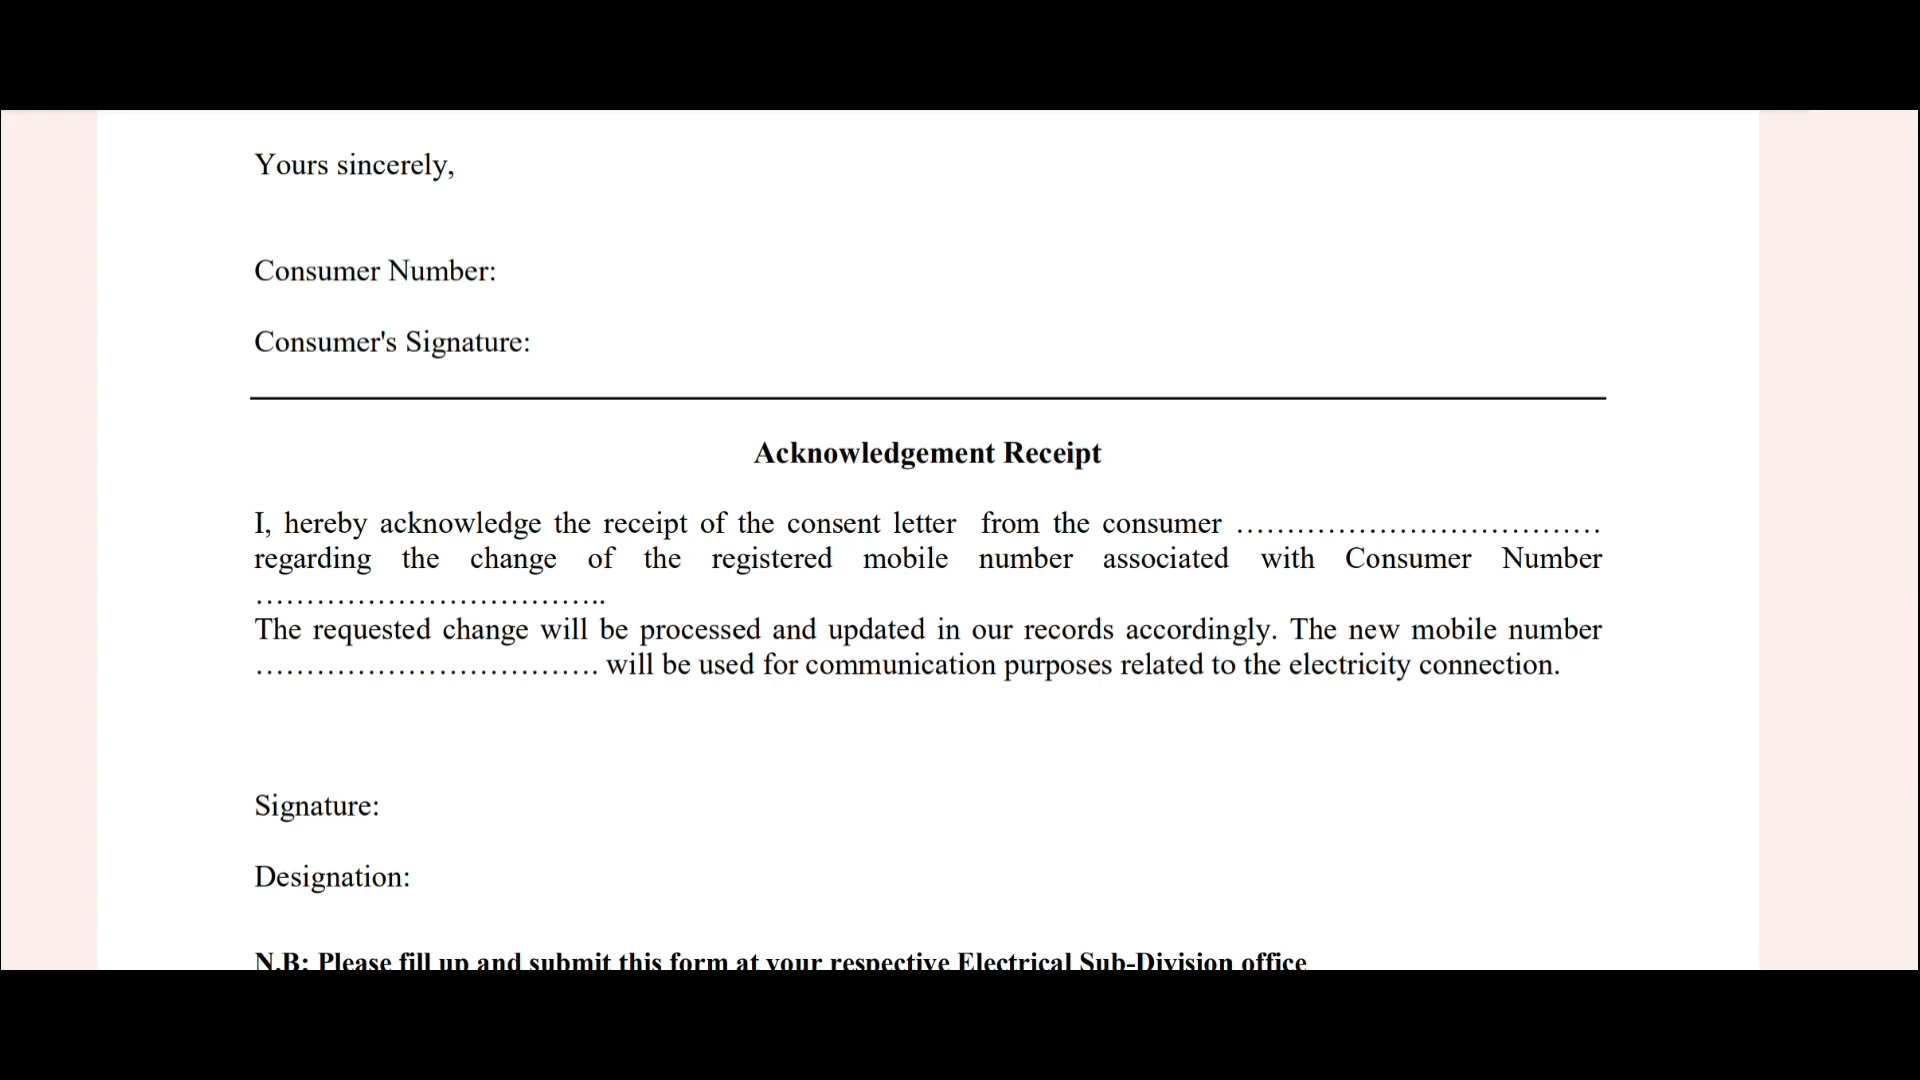 Yours sincerely,
Consumer Number:
Consumer's Signature:
Acknowledgement Receipt
I, hereby acknowledge the receipt of the consent letter from the consumer ………………………………
regarding the change of the registered mobile number associated with Consumer Number
……………………………..
The requested change will be processed and updated in our records accordingly. The new mobile number
……………………………. will be used for communication purposes related to the electricity connection.
Signature:
Designation:
N.B: Please fill up and submit this form at your respective Electrical Sub-Division office